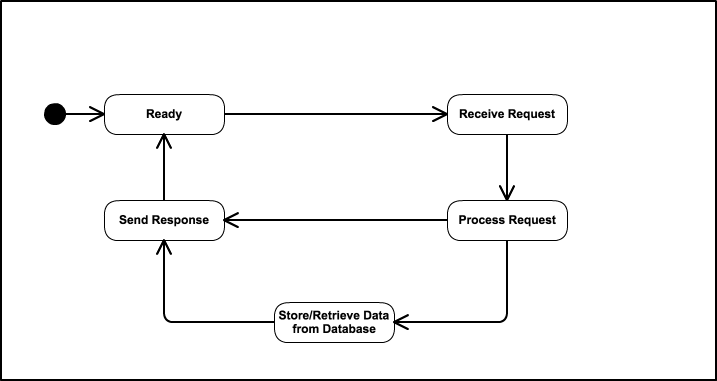 Ready
Receive Request
Send Response
Process Request
Store/Retrieve Data
from Database